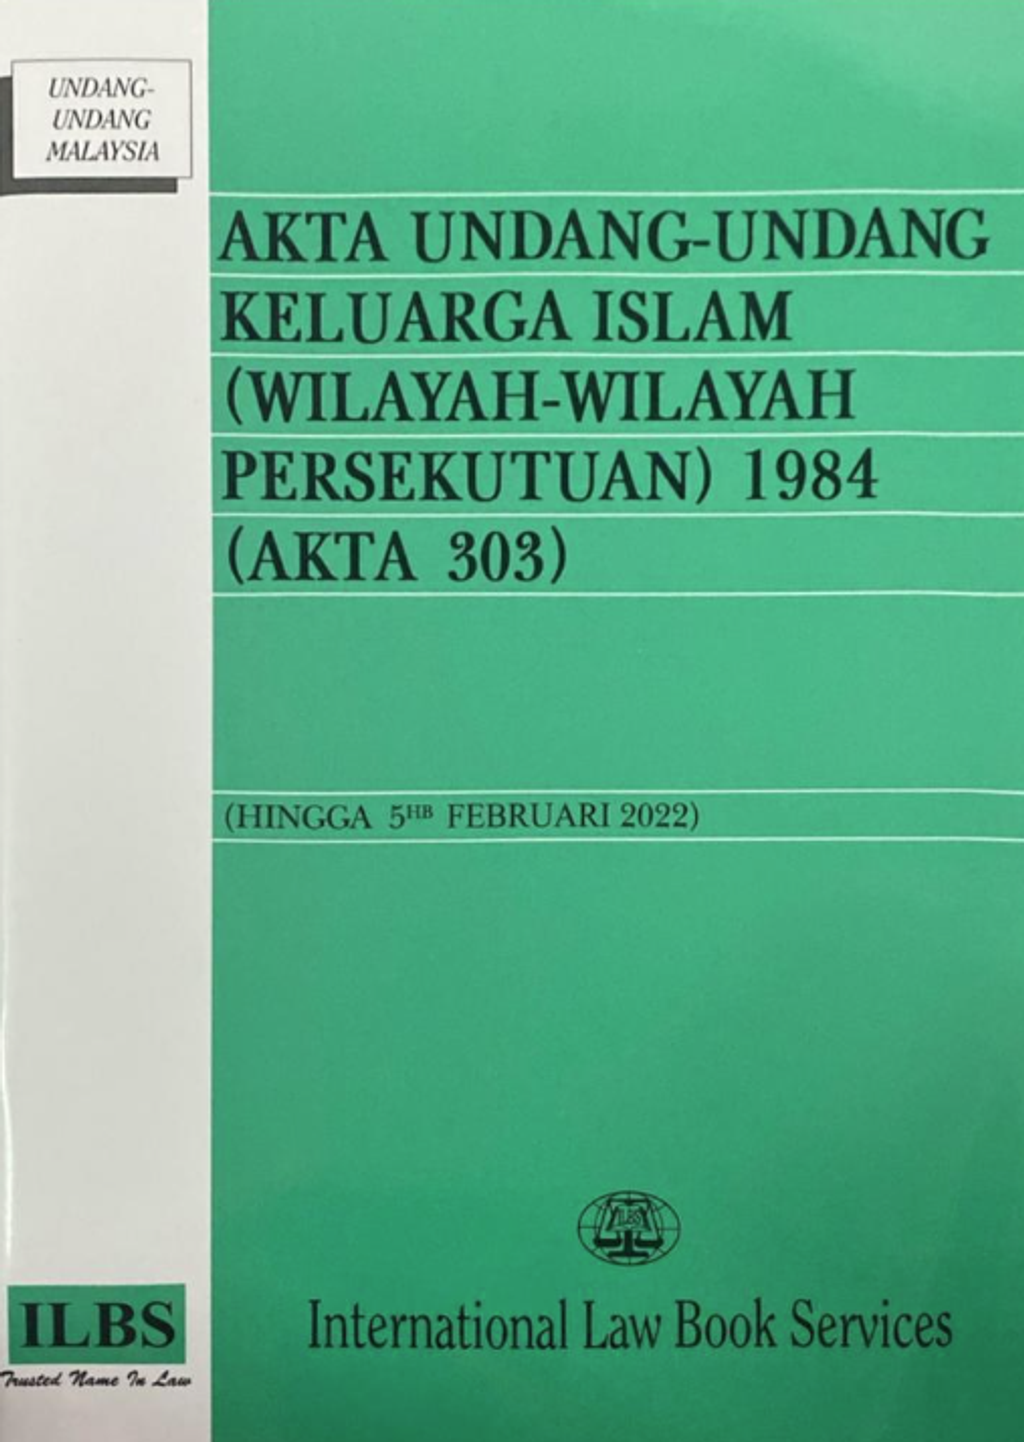 UNDANG-
UNDANG
MALAYSIA
AKTA UNDANG-UNDANG
KELUARGA ISLAM
(WILAYAH-WILAYAH
PERSEKUTUAN) 1984
(AKTA 303)
(HINGGA 5HB FEBRUARI 2022)
ILBS
International Law Book Services
ILBS
Trusted Name In Law